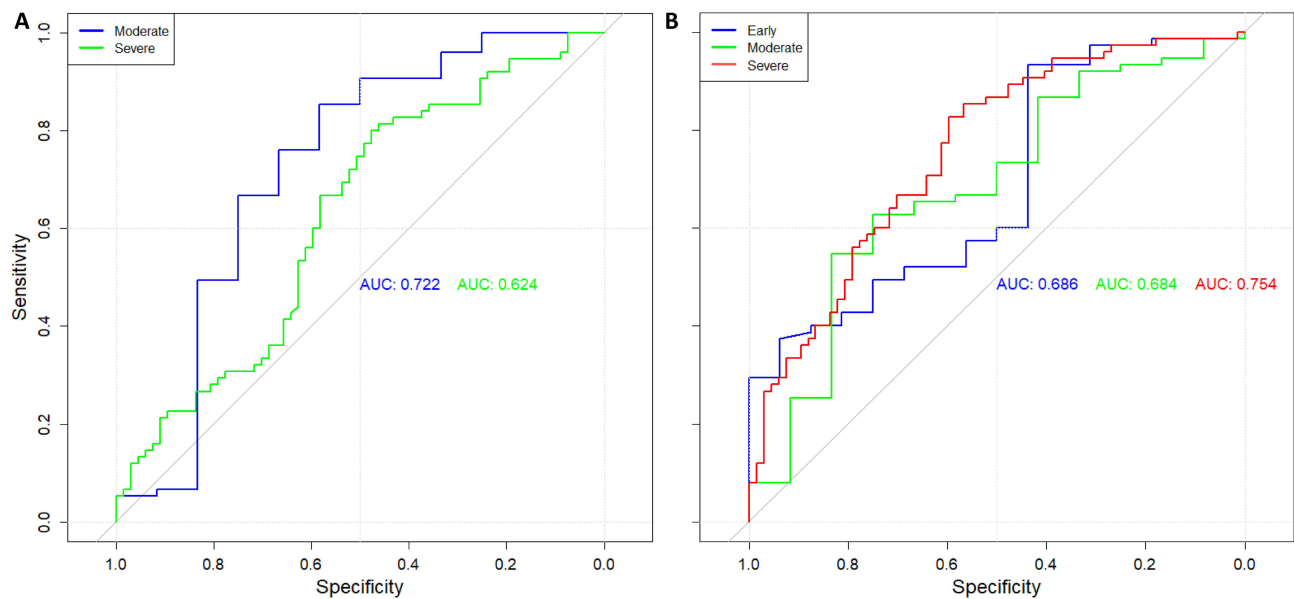 A
Moderate
Severe
Sensitivity
1.0
0.8
0.6
0.4
0.2
0.0
AUC: 0.722 AUC: 0.624
1.0 0.8 0.6 0.4 0.2 0.0
Specificity
B
Early
Moderate
Severe
AUC: 0.686 AUC: 0.684 AUC: 0.754
1.0 0.8 0.6 0.4 0.2 0.0
Specificity